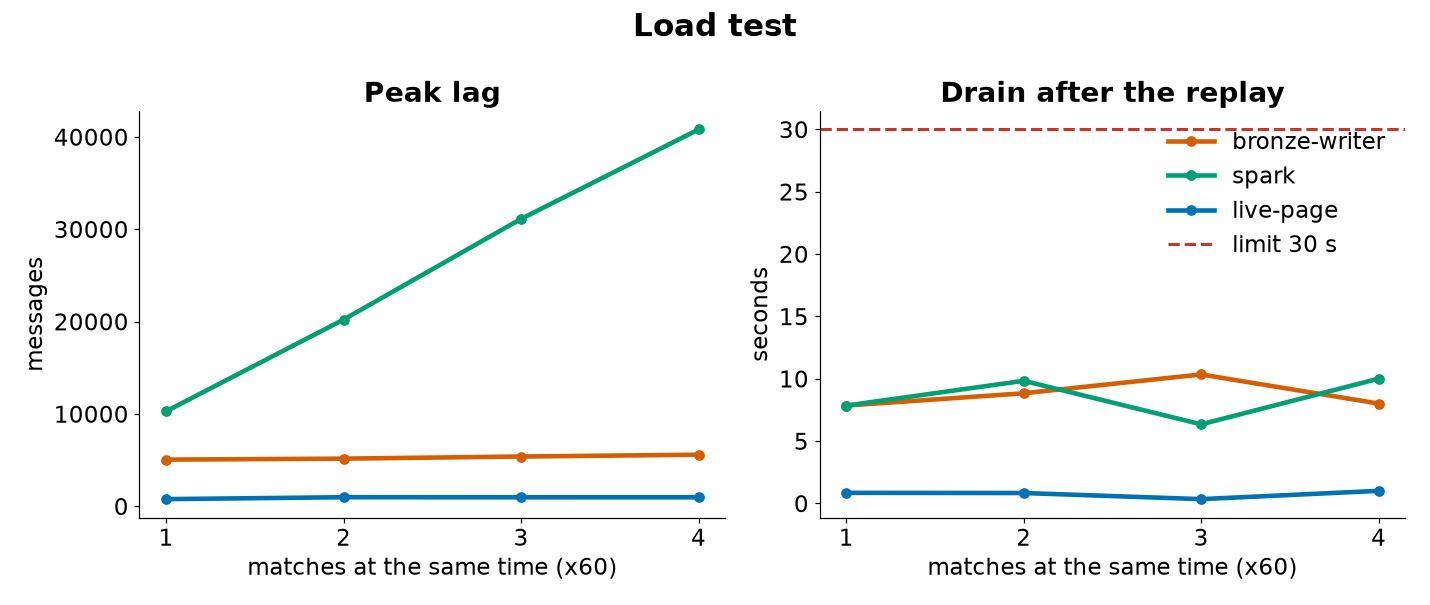 Load test
Peak lag
messages
40000
30000
20000
10000
0
1 2 3 4
matches at the same time (x60)
Drain after the replay
seconds
30
25
20
15
10
5
0
1 2 3 4
matches at the same time (x60)
bronze-writer
spark
live-page
limit 30 s